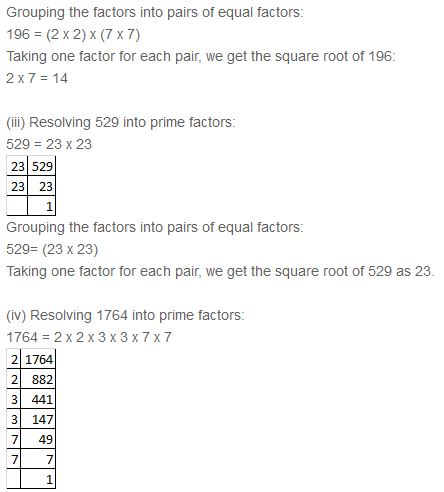 Grouping the factors into pairs of equal factors:
196 = (2 x 2) x (7 x 7)
Taking one factor for each pair, we get the square root of 196:
2 x 7 = 14
(iii) Resolving 529 into prime factors:
529 = 23 x 23
23 529
23 23
1
Grouping the factors into pairs of equal factors:
529= (23 x 23)
Taking one factor for each pair, we get the square root of 529 as 23.
(iv) Resolving 1764 into prime factors:
1764 = 2 x 2 x 3 x 3 x 7 x 7
2 1764
2 882
3 441
3 147
7 49
7 7
1